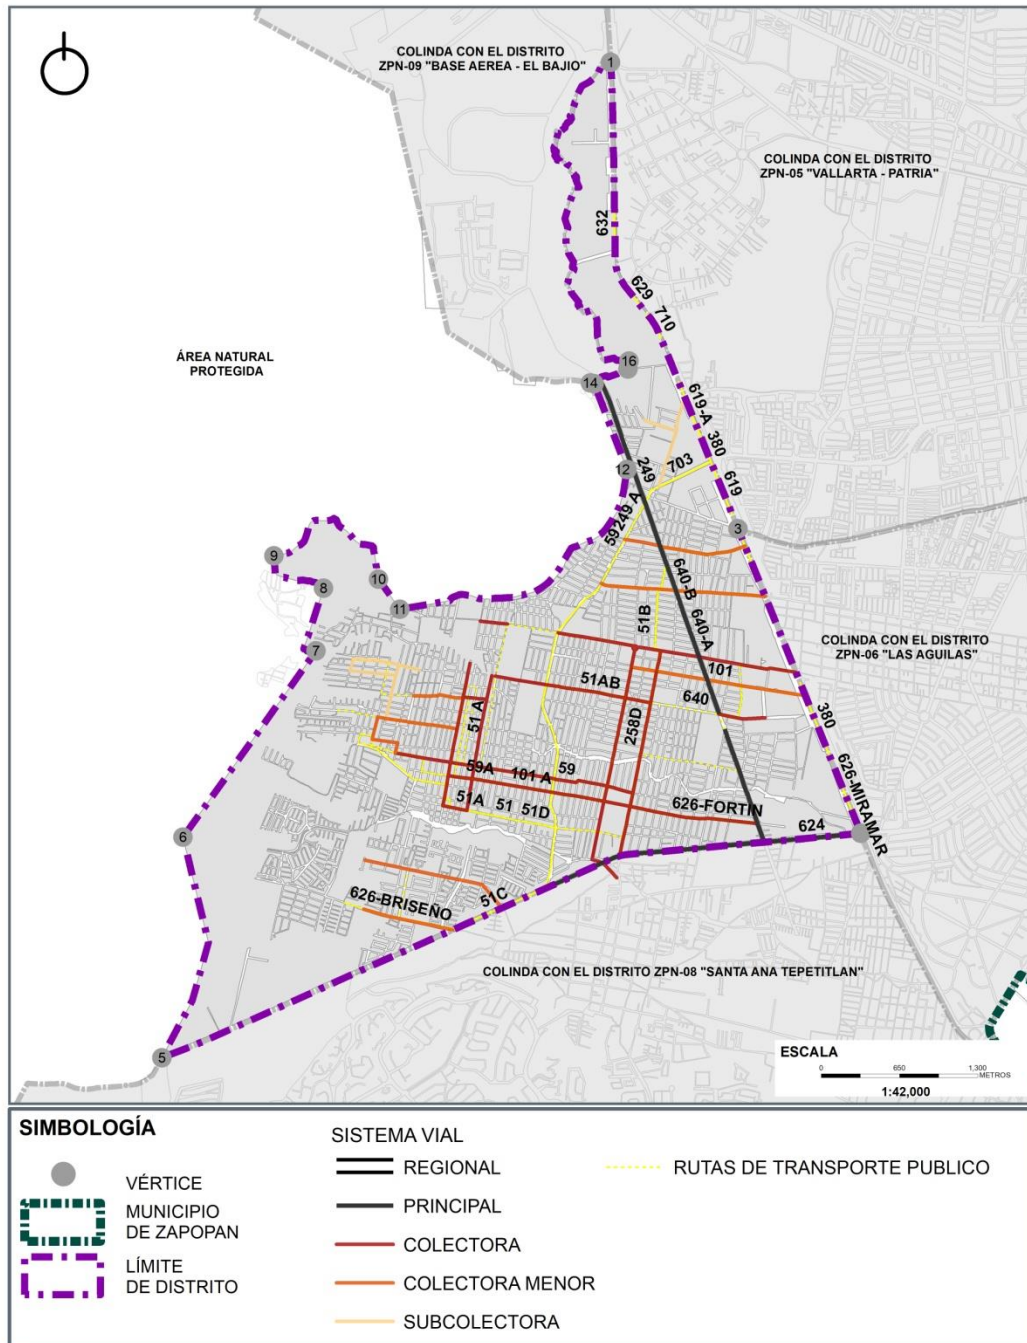 COLINDA CON EL DISTRITO
ZPN-09 "BASE AEREA - EL BAJIO"
1
COLINDA CON EL DISTRITO
ZPN-05 "VALLARTA - PATRIA"
632
629
710
ÁREA NATURAL
PROTEGIDA
16
14
619-A
380
12
249
703
619
3
59249 A
9
10
8
11
640-B
51B
640-A
COLINDA CON EL DISTRITO
ZPN-06 "LAS AGUILAS"
7
101
51AB
640
51 A
258D
380
59
59A
101 A
51A
51
51D
626-FORTIN
624
626-MIRAMAR
6
626-BRISEÑO
51C
COLINDA CON EL DISTRITO ZPN-08 "SANTA ANA TEPETITLAN"
5
ESCALA
0 650 1,300
METROS
1:42,000
SIMBOLOGÍA
VÉRTICE
MUNICIPIO
DE ZAPOPAN
LÍMITE
DE DISTRITO
SISTEMA VIAL
REGIONAL
PRINCIPAL
COLECTORA
COLECTORA MENOR
SUBCOLECTORA
RUTAS DE TRANSPORTE PUBLICO